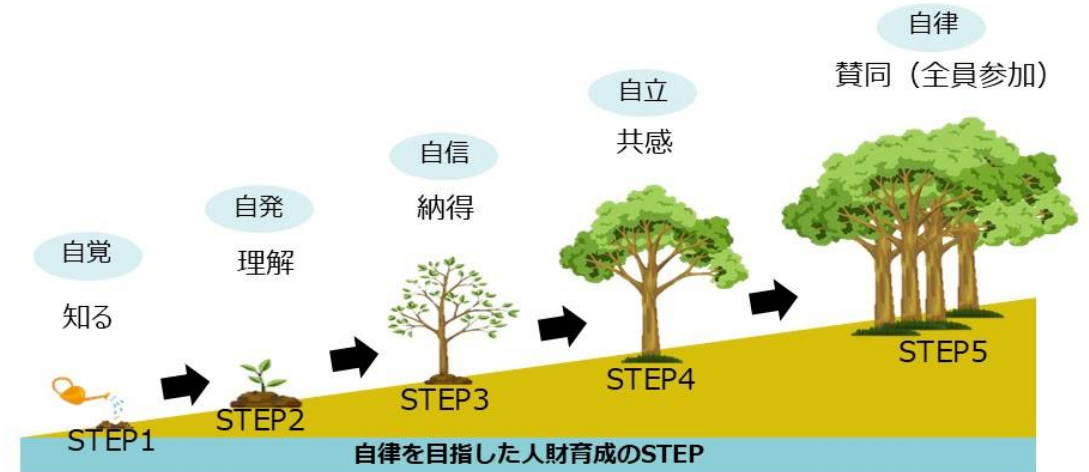 自覚
知る
STEP1
自発
理解
STEP2
自信
納得
STEP3
自立
共感
STEP4
自律
賛同（全員参加）
STEP5
自律を目指した人財育成のSTEP